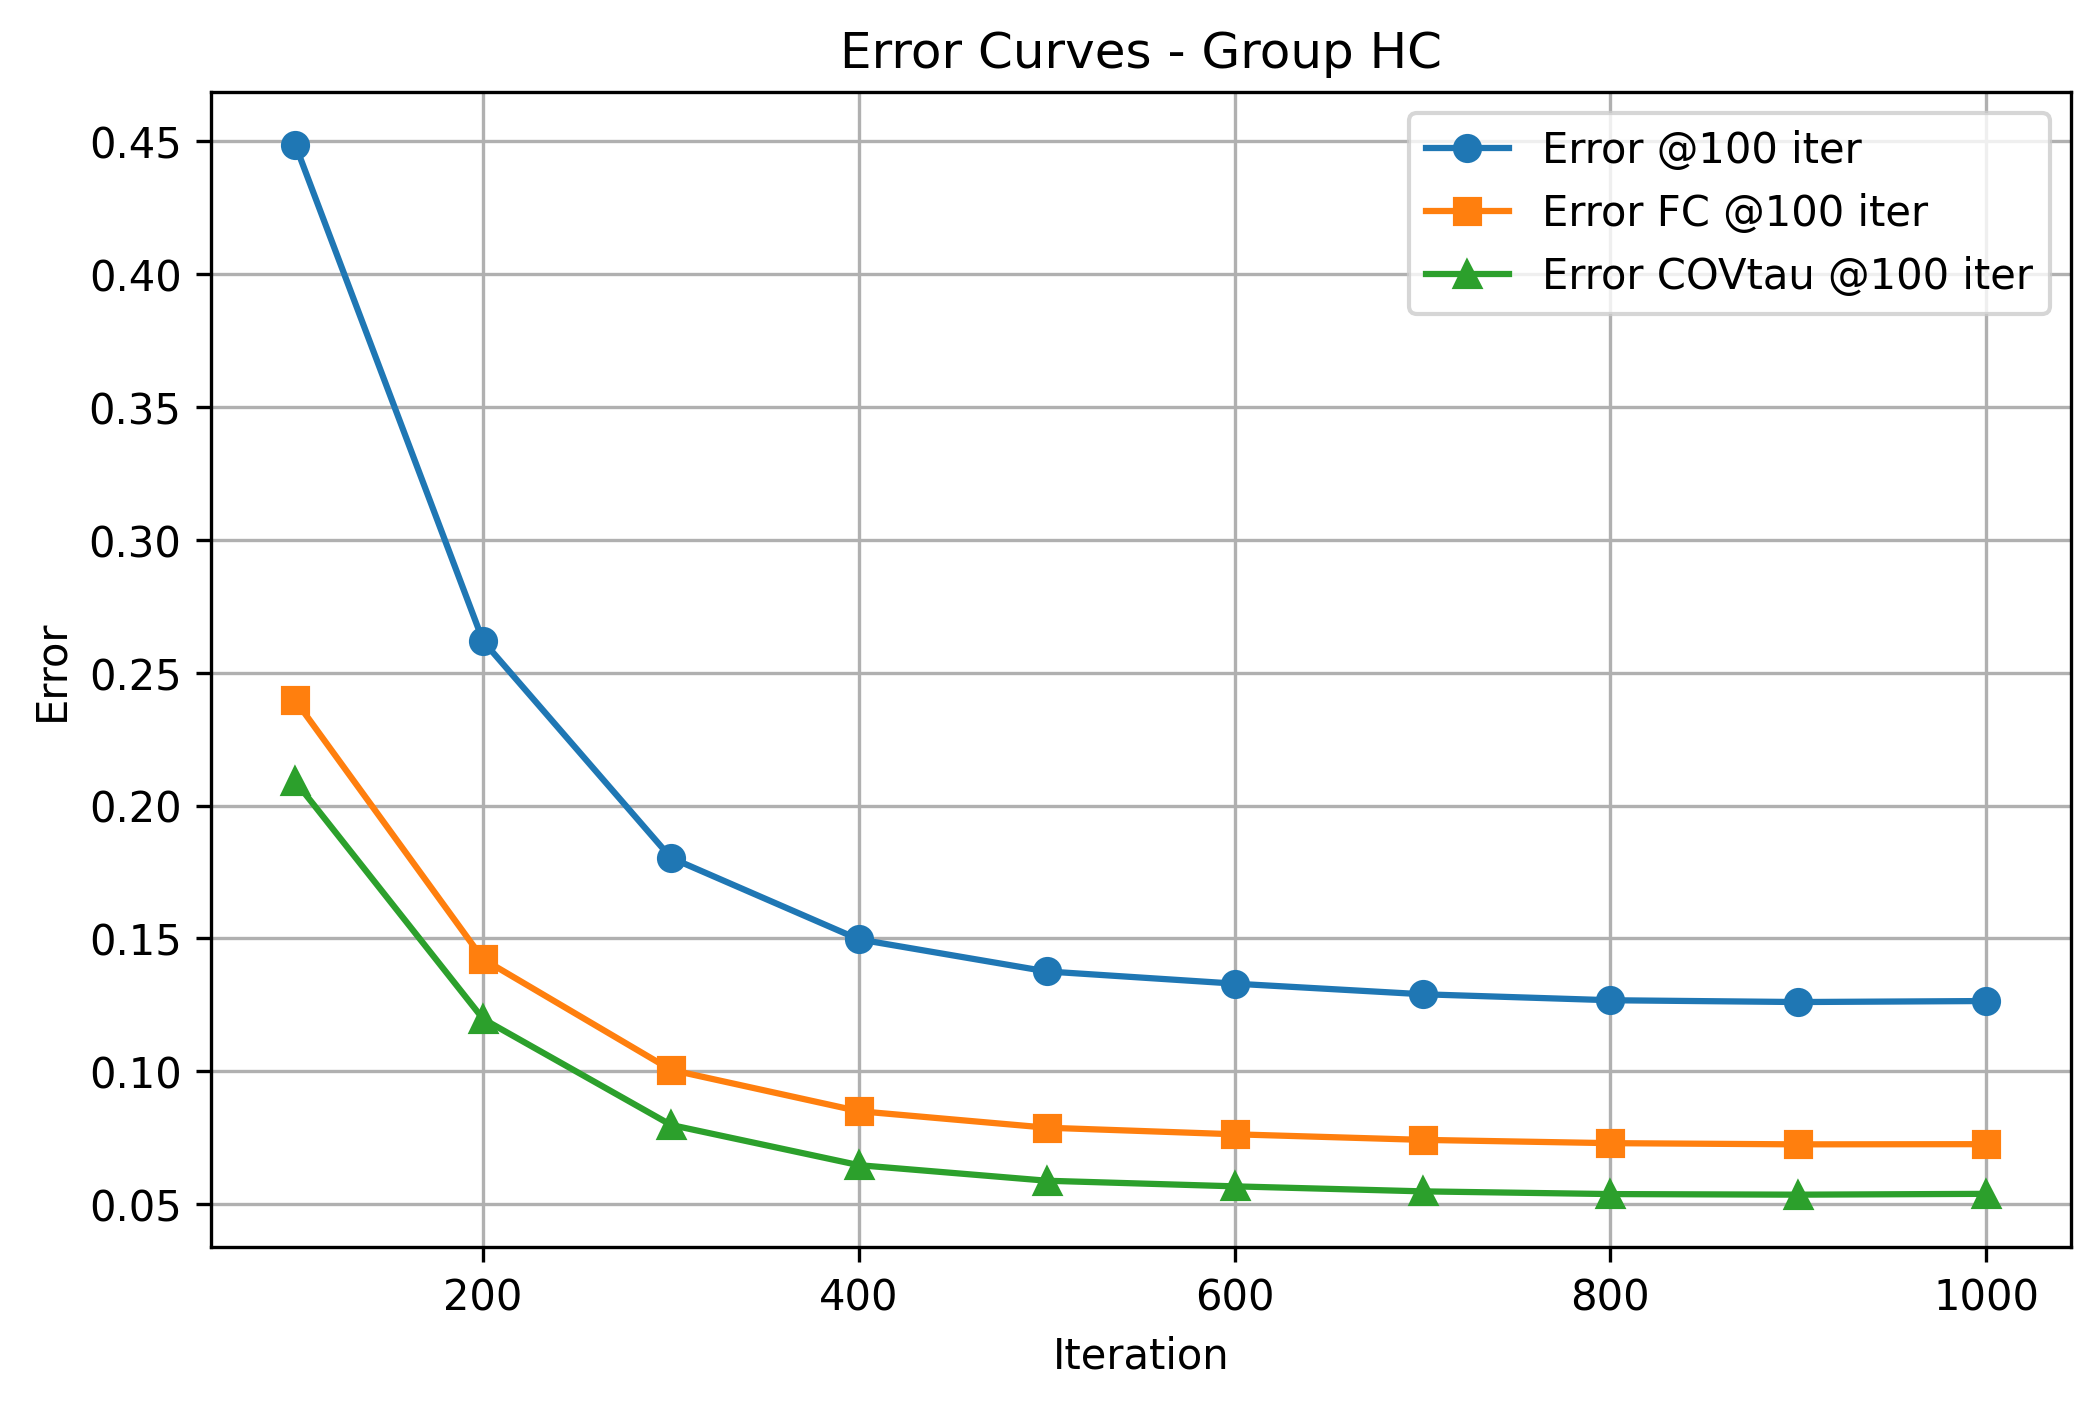 Error Curves - Group HC
Error @100 iter
Error FC @100 iter
Error COVtau @100 iter
0.45
0.40
0.35
0.30
0.25
0.20
0.15
0.10
0.05
Error
200 400 600 800 1000
Iteration